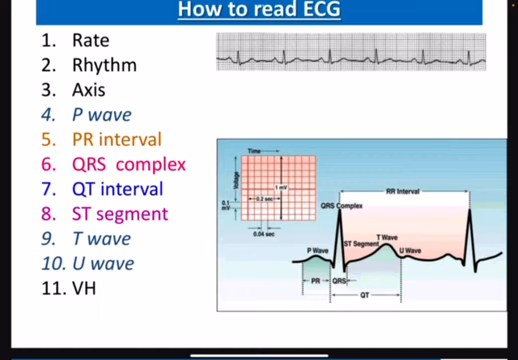 How to read ECG
1. Rate
2. Rhythm
3. Axis
4. P wave
5. PR interval
6. QRS complex
7. QT interval
8. ST segment
9. T wave
10. U wave
11. VH
Time
Voltage
1 mV
0.2 sec
0.1
mV
0.04 sec
RR Interval
QRS Complex
T Wave
ST Segment
P Wave
U Wave
PR
QRS
QT